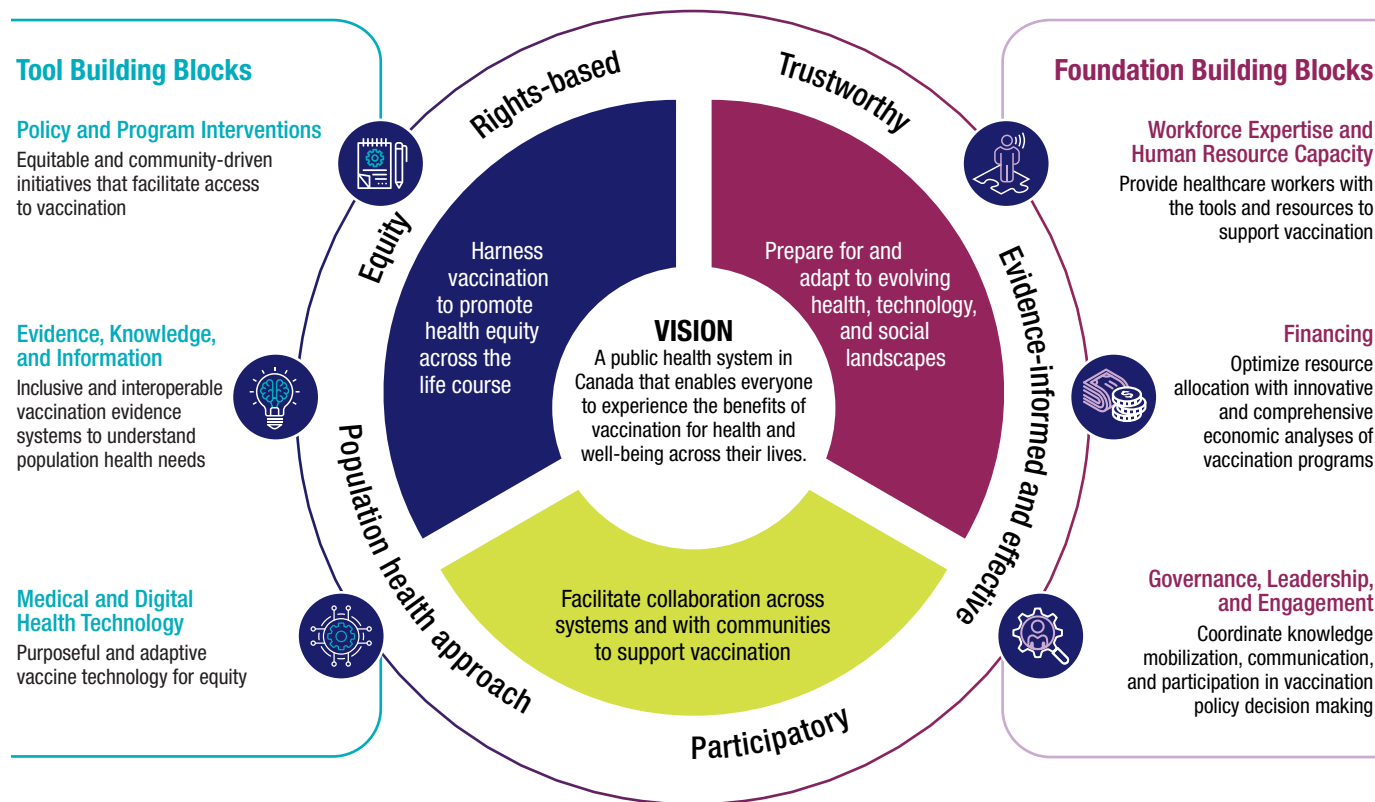 Tool Building Blocks
Policy and Program Interventions
Equitable and community-driven
initiatives that facilitate access
to vaccination
Evidence, Knowledge,
and Information
Inclusive and interoperable
vaccination evidence
systems to understand
population health needs
Medical and Digital
Health Technology
Purposeful and adaptive
vaccine technology for equity
Rights-based
Trustworthy
Equity
Evidence-informed and effective
Population health approach
Participatory
Harness
vaccination
to promote
health equity
across the
life course
Prepare for and
adapt to evolving
health, technology,
and social
landscapes
VISION
A public health system in
Canada that enables everyone
to experience the benefits of
vaccination for health and
well-being across their lives.
Facilitate collaboration across
systems and with communities
to support vaccination
Foundation Building Blocks
Workforce Expertise and
Human Resource Capacity
Provide healthcare workers with
the tools and resources to
support vaccination
Financing
Optimize resource
allocation with innovative
and comprehensive
economic analyses of
vaccination programs
$
Governance, Leadership,
and Engagement
Coordinate knowledge
mobilization, communication,
and participation in vaccination
policy decision making